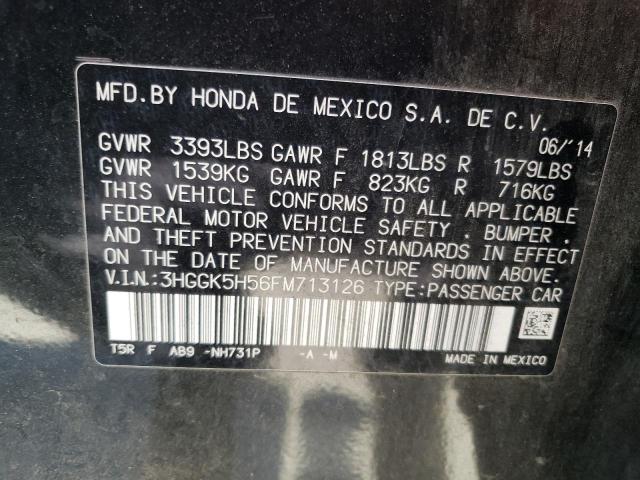 MFD.BY HONDA DE MEXICO S.A. DE C.V.
06/'14
GVWR 3393LBS GAWR F 1813LBS R 1579LBS
GVWR 1539KG GAWR F 823KG R 716KG
THIS VEHICLE CONFORMS TO ALL APPLICABLE
FEDERAL MOTOR VEHICLE SAFETY , BUMPER ,
AND THEFT PREVENTION STANDARDS IN EFFECT
ON THE DATE OF MANUFACTURE SHOWN ABOVE.
V.I.N.:3HGGK5H56FM713126 TYPE:PASSENGER CAR
T5R F AB9 -NH731P -A -M
MADE IN MEXICO